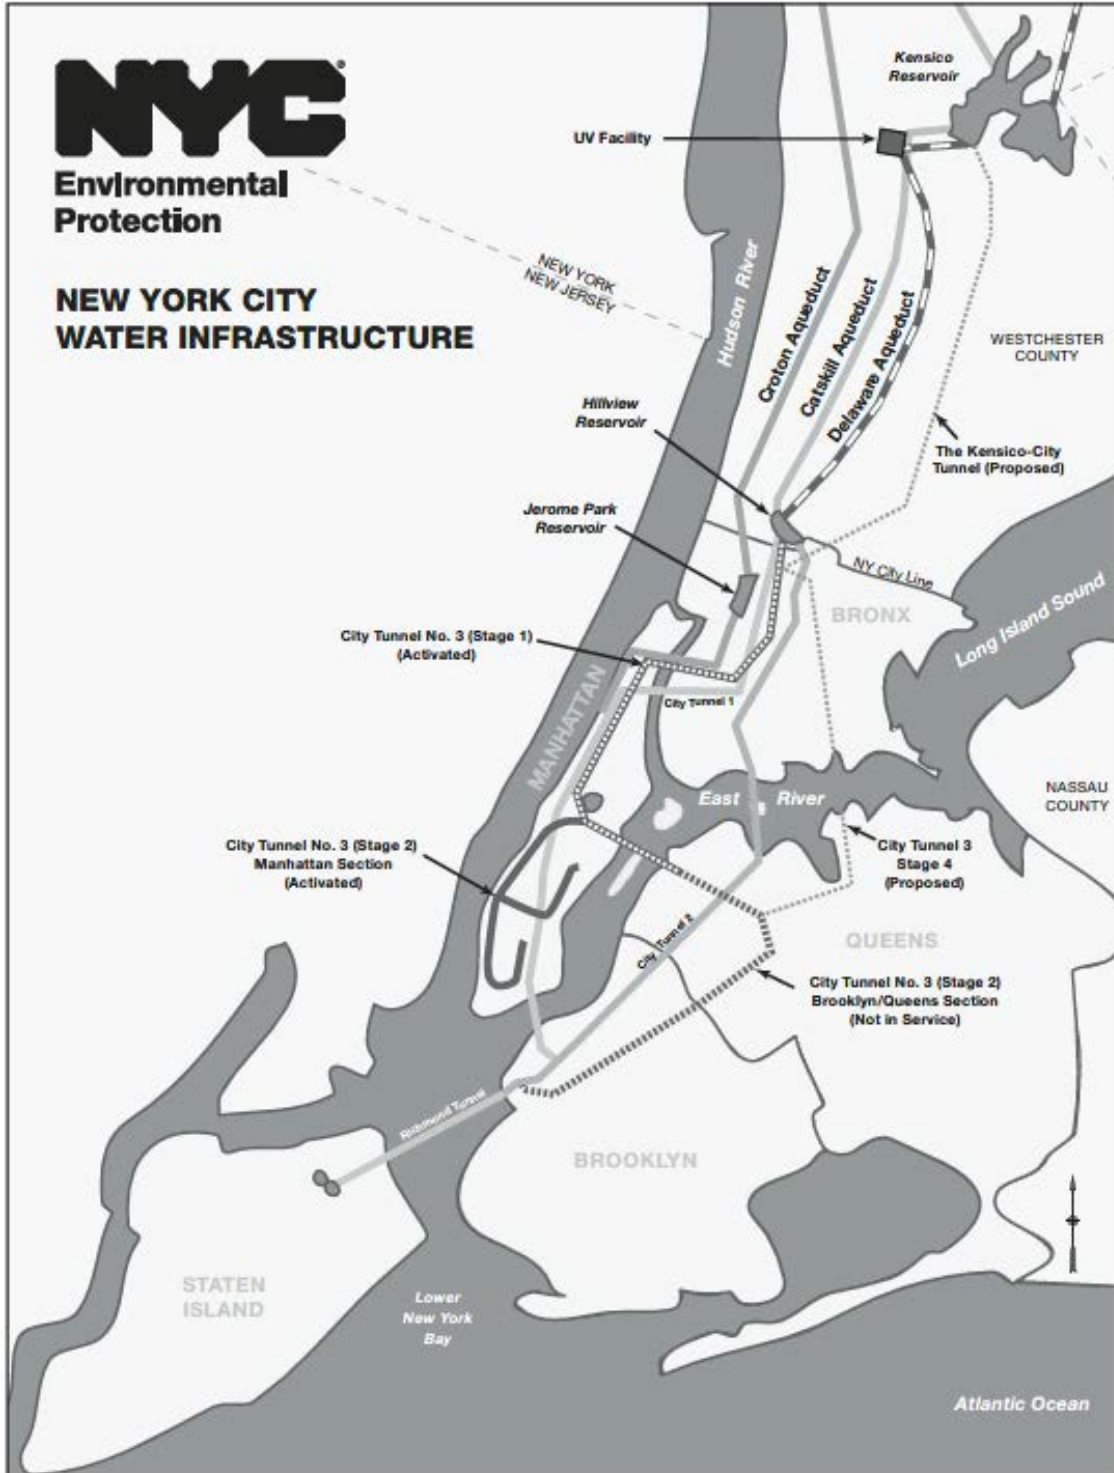 NYC
Environmental
Protection
NEW YORK CITY
WATER INFRASTRUCTURE
Kensico
Reservoir
UV Facility
NEW YORK
NEW JERSEY
Hudson River
Croton Aqueduct
Catskill Aqueduct
Delaware Aqueduct
WESTCHESTER
COUNTY
Hillview
Reservoir
The Kensico-City
Tunnel (Proposed)
Jerome Park
Reservoir
NY City Line
BRONX
Long Island Sound
City Tunnel No. 3 (Stage 1)
(Activated)
MANHATTAN
City Tunnel 1
East River
NASSAU
COUNTY
City Tunnel No. 3 (Stage 2)
Manhattan Section
(Activated)
City Tunnel 3
Stage 4
(Proposed)
City Tunnel 2
QUEENS
City Tunnel No. 3 (Stage 2)
Brooklyn/Queens Section
(Not in Service)
Richmond Tunnel
BROOKLYN
STATEN
ISLAND
Lower
New York
Bay
Atlantic Ocean